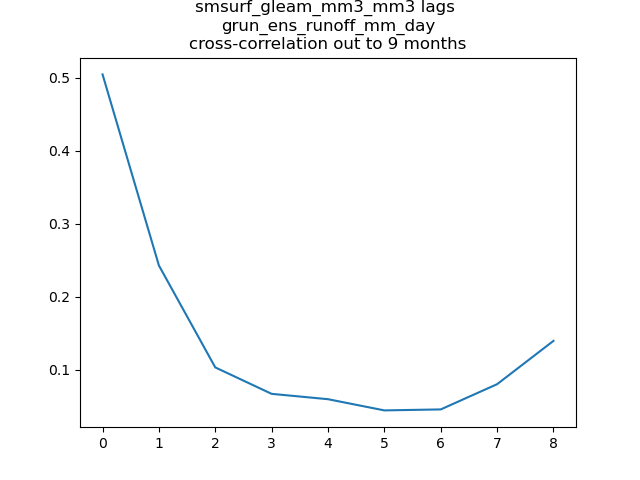 smsurf_gleam_mm3_mm3 lags
grun_ens_runoff_mm_day
cross-correlation out to 9 months
0.5
0.4
0.3
0.2
0.1
0 1 2 3 4 5 6 7 8